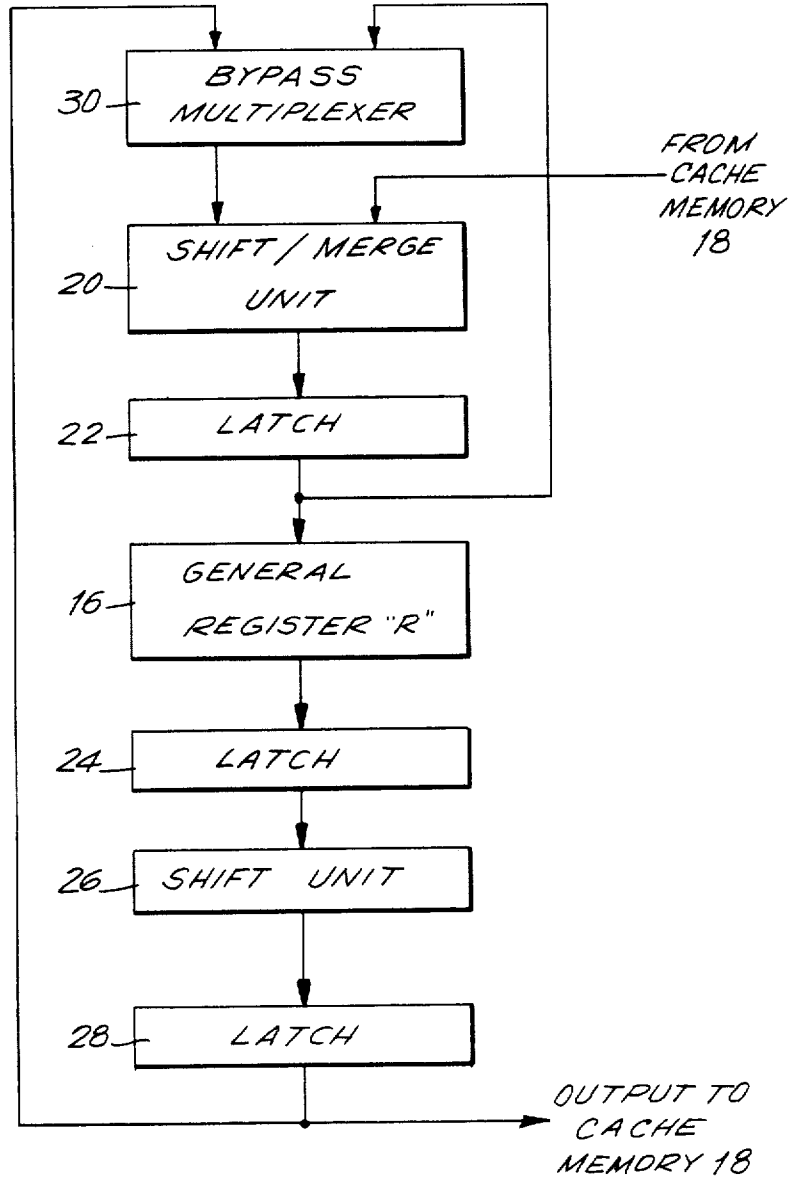 BYPASS
MULTIPLEXER
30
FROM
CACHE
MEMORY
18
SHIFT / MERGE
UNIT
20
LATCH
22
GENERAL
REGISTER "R"
16
LATCH
24
SHIFT UNIT
26
LATCH
28
OUTPUT TO
CACHE
MEMORY 18